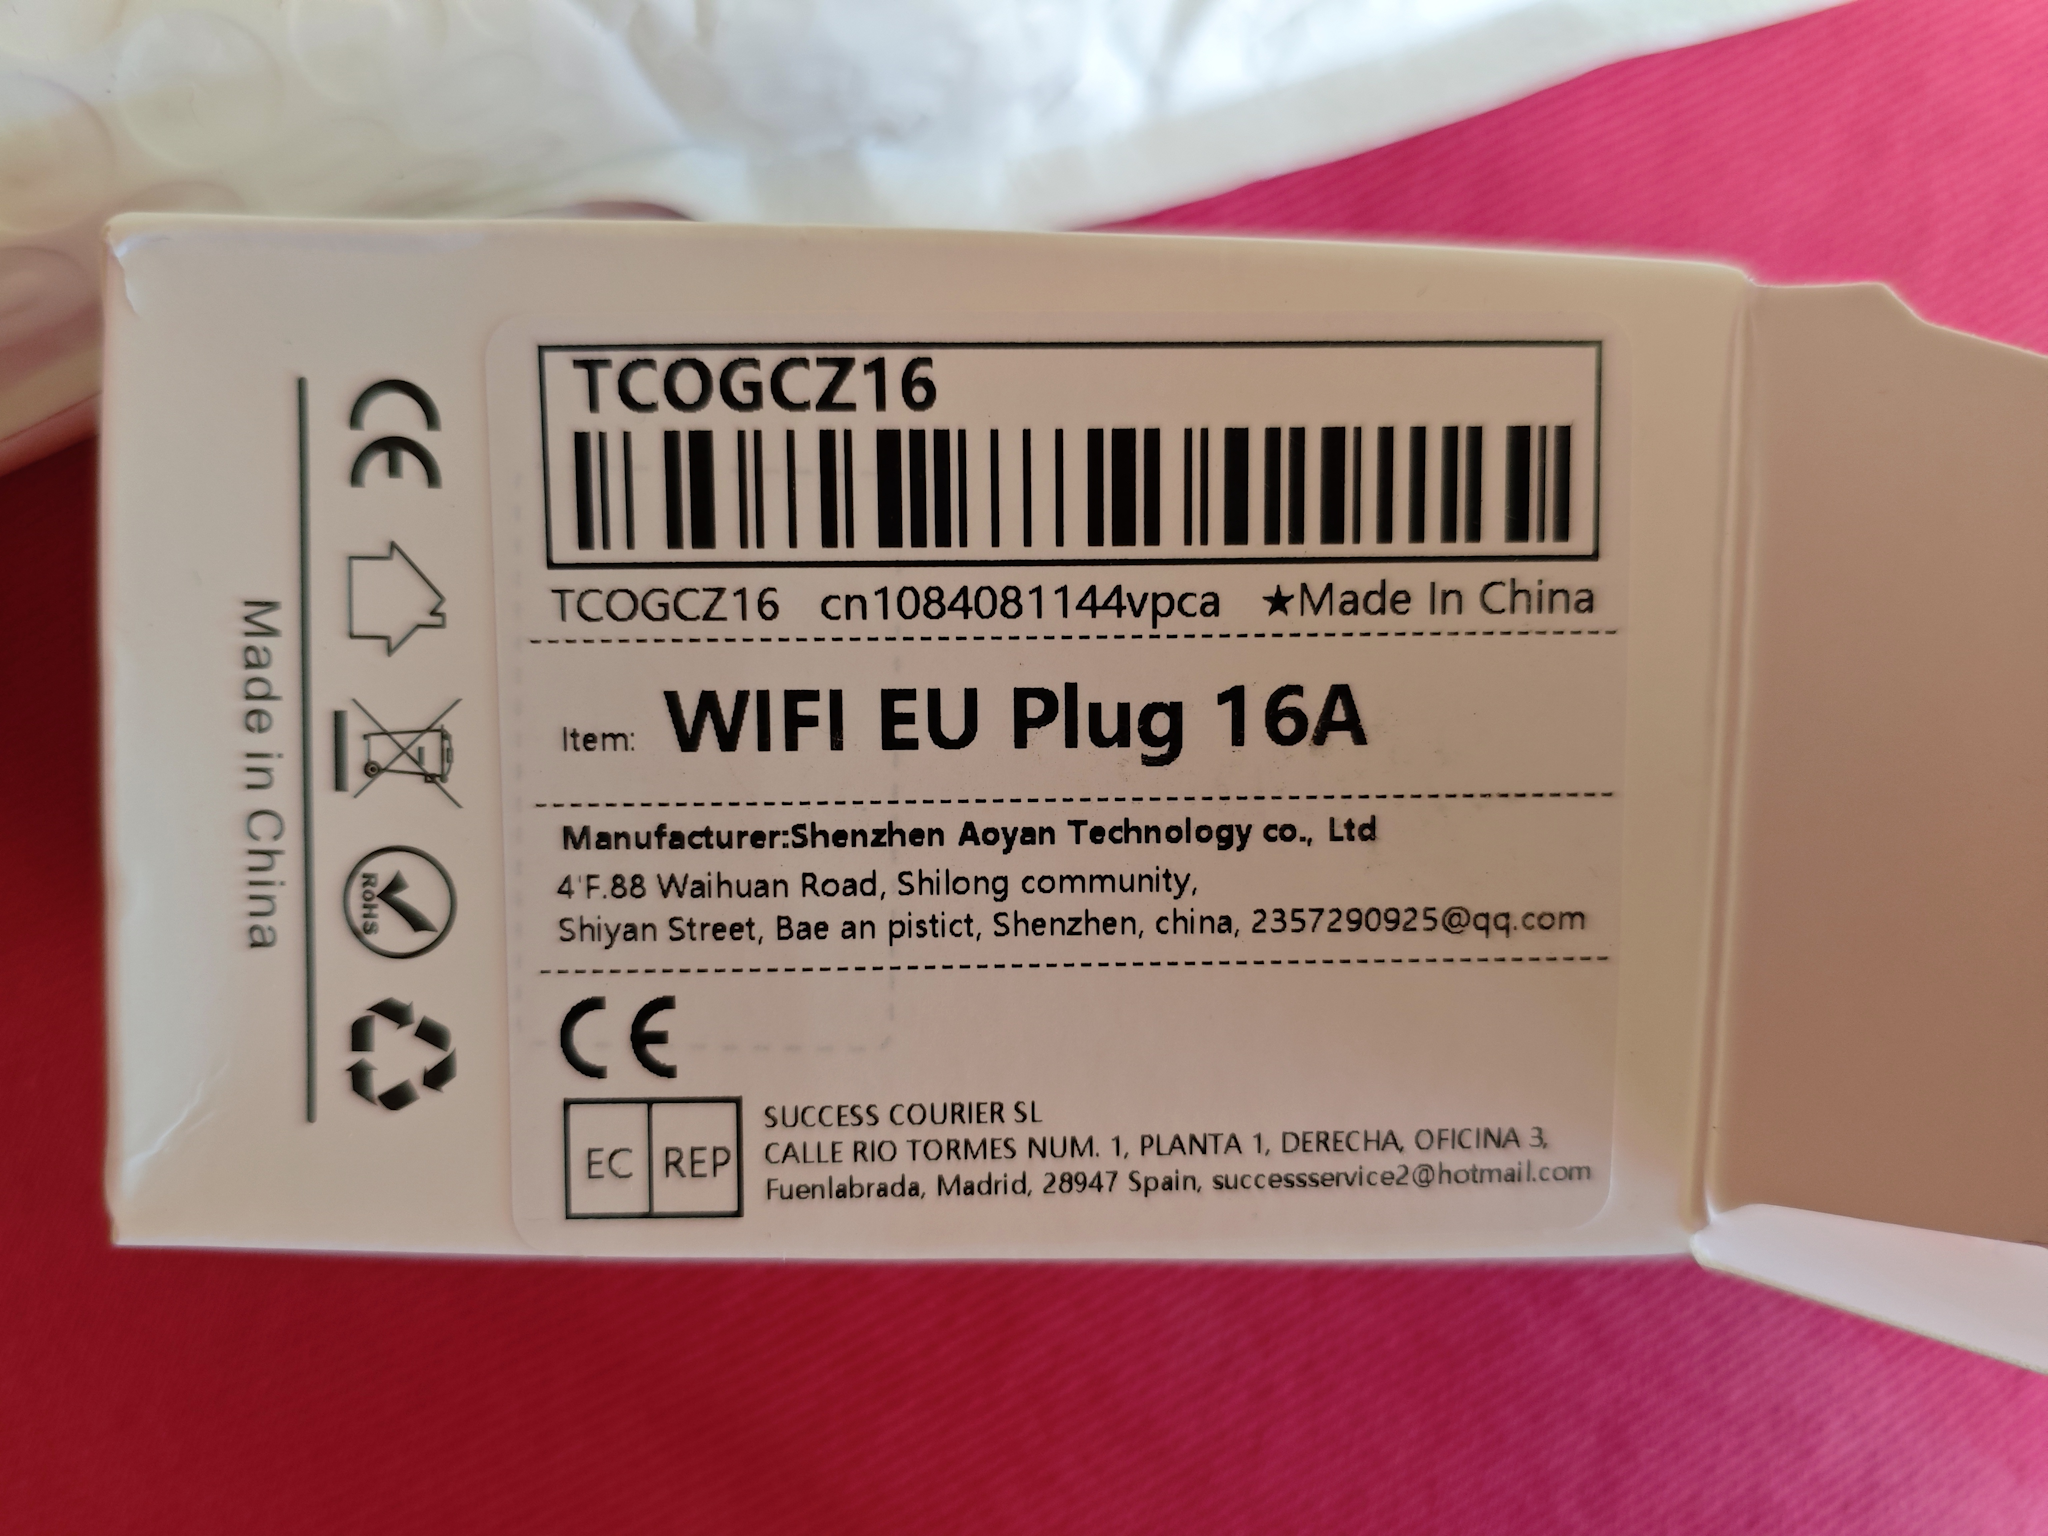 TCOGCZ16
TCOGCZ16 cn1084081144vpca ★Made In China
Item: WIFI EU Plug 16A
Manufacturer:Shenzhen Aoyan Technology co., Ltd
4'F.88 Waihuan Road, Shilong community,
Shiyan Street, Bae an pistict, Shenzhen, china, 2357290925@qq.com
CE
EC REP
SUCCESS COURIER SL
CALLE RIO TORMES NUM. 1, PLANTA 1, DERECHA, OFICINA 3,
Fuenlabrada, Madrid, 28947 Spain, successservice2@hotmail.com
CE
RoHS
Made in China